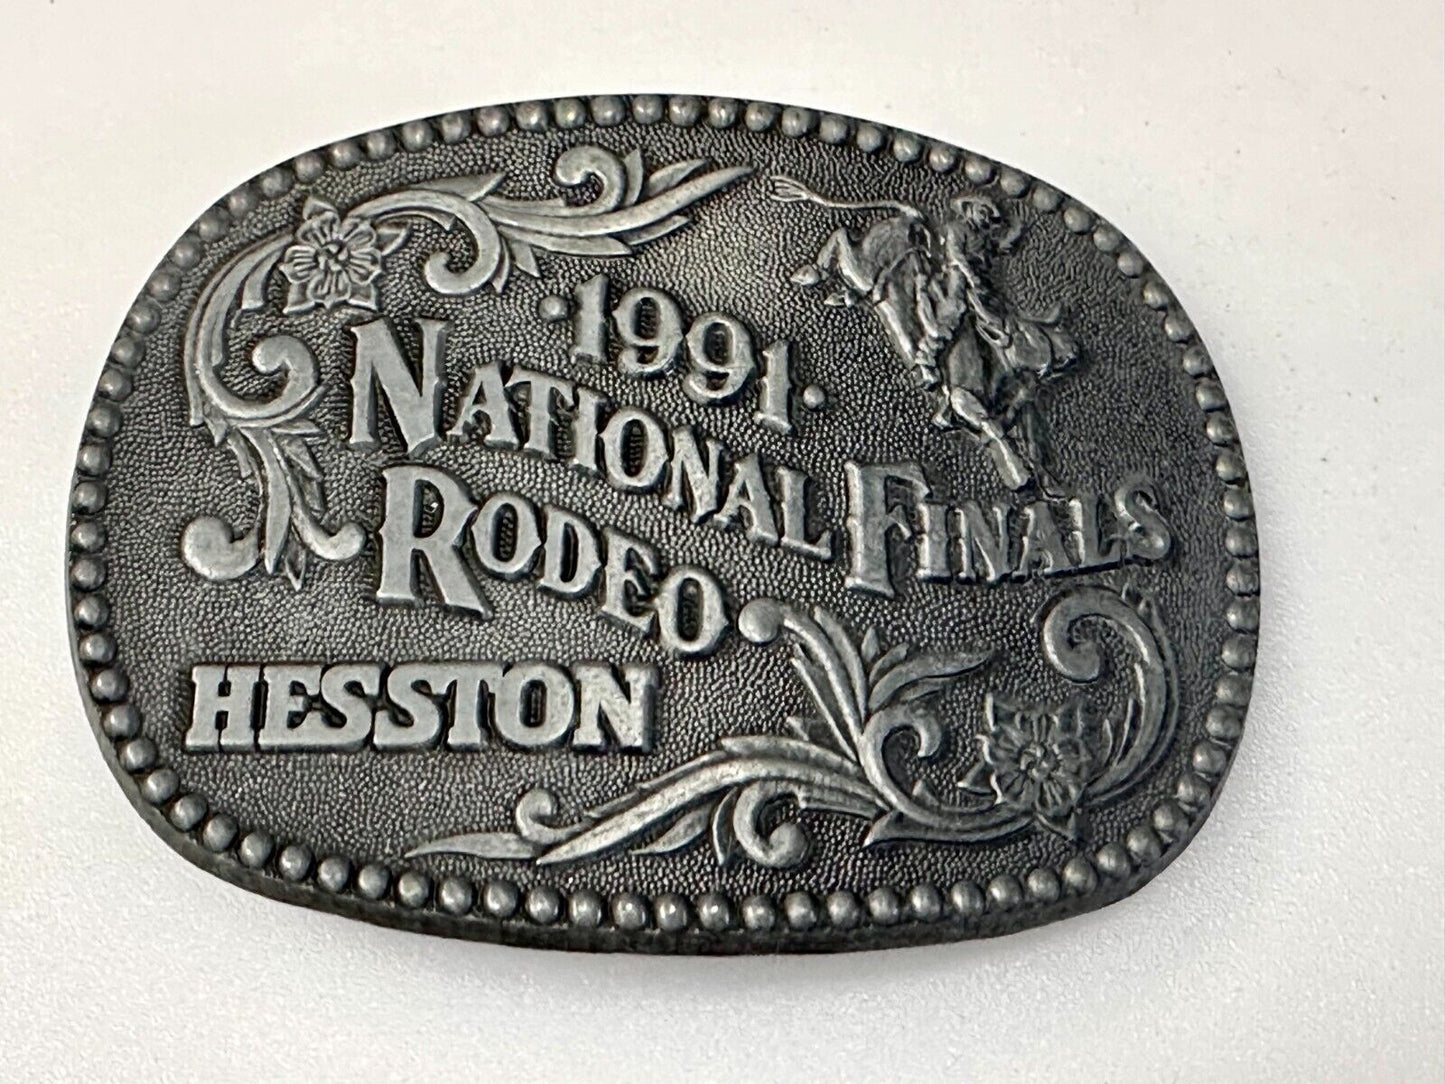 ·1991·
NATIONAL FINALS
RODEO
HESSTON